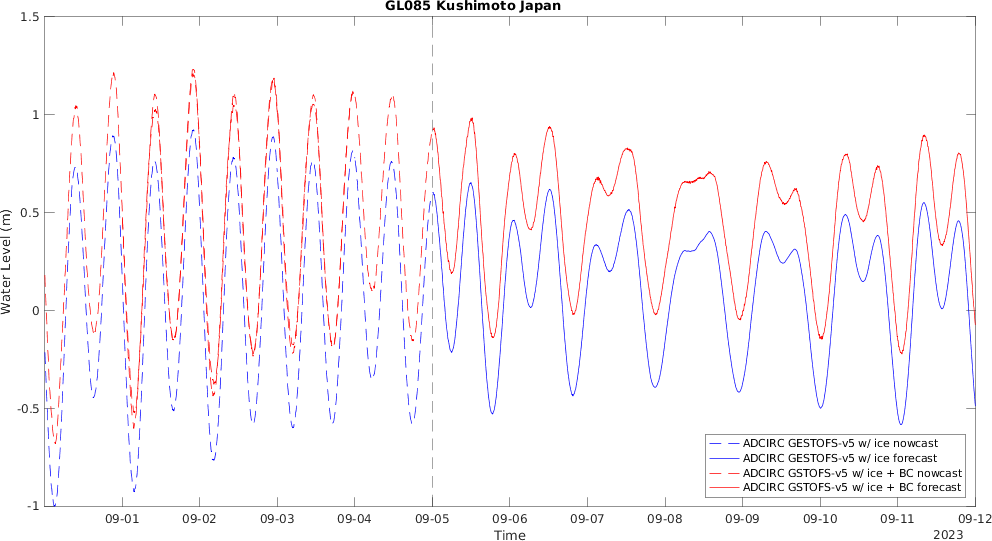 GL085 Kushimoto Japan
1.5
1
0.5
0
-0.5
-1
Water Level (m)
09-01 09-02 09-03 09-04 09-05 09-06 09-07 09-08 09-09 09-10 09-11 09-12
Time
2023
ADCIRC GESTOFS-v5 w/ ice nowcast
ADCIRC GESTOFS-v5 w/ ice forecast
ADCIRC GSTOFS-v5 w/ ice + BC nowcast
ADCIRC GSTOFS-v5 w/ ice + BC forecast